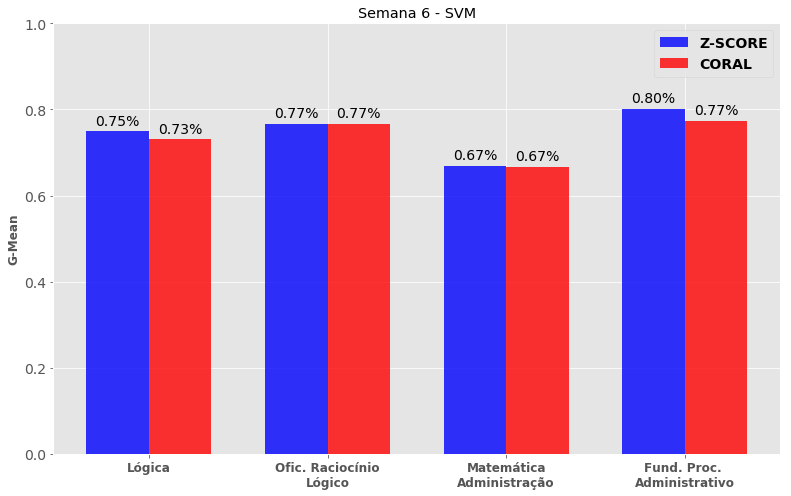 Semana 6 - SVM
Z-SCORE
CORAL
G-Mean
1.0
0.8
0.6
0.4
0.2
0.0
0.75%
0.73%
0.77%
0.77%
0.67%
0.67%
0.80%
0.77%
Lógica
Ofic. Raciocínio
Lógico
Matemática
Administração
Fund. Proc.
Administrativo